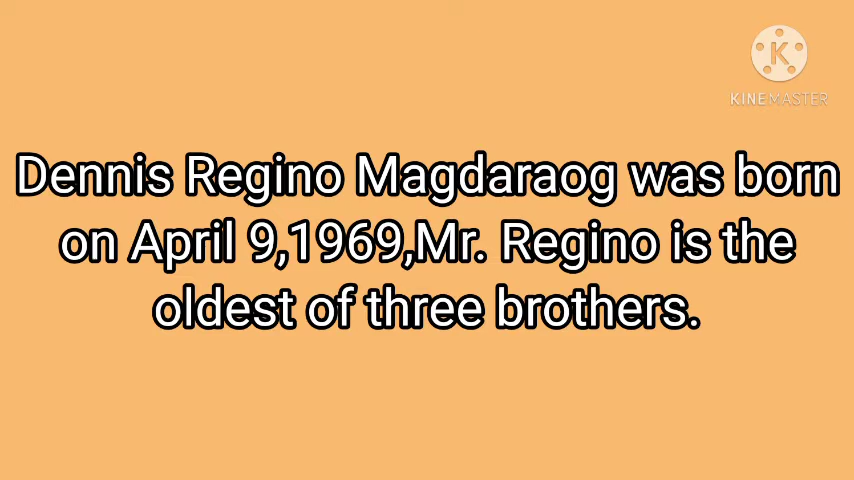 K
KINEMASTER
Dennis Regino Magdaraog was born
on April 9,1969,Mr. Regino is the
oldest of three brothers.